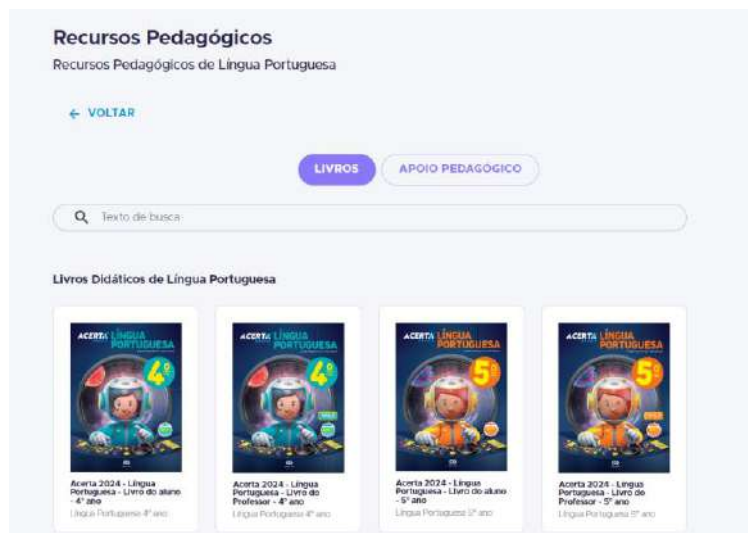 Recursos Pedagógicos
Recursos Pedagógicos de Língua Portuguesa
← VOLTAR
LIVROS
APOIO PEDAGÓGICO
Texto de busca
Livros Didáticos de Língua Portuguesa
ACERTA LÍNGUA
PORTUGUESA
4º
ACERTA LÍNGUA
PORTUGUESA
4º
ACERTA LÍNGUA
PORTUGUESA
5º
ACERTA LÍNGUA
PORTUGUESA
5º
Acerta 2024 - Língua
Portuguesa - Livro do aluno
- 4º ano
Língua Portuguesa 4º ano
Acerta 2024 - Língua
Portuguesa - Livro do
Professor - 4º ano
Língua Portuguesa 4º ano
Acerta 2024 - Língua
Portuguesa - Livro do aluno
- 5º ano
Língua Portuguesa 5º ano
Acerta 2024 - Língua
Portuguesa - Livro do
Professor - 5º ano
Língua Portuguesa 5º ano